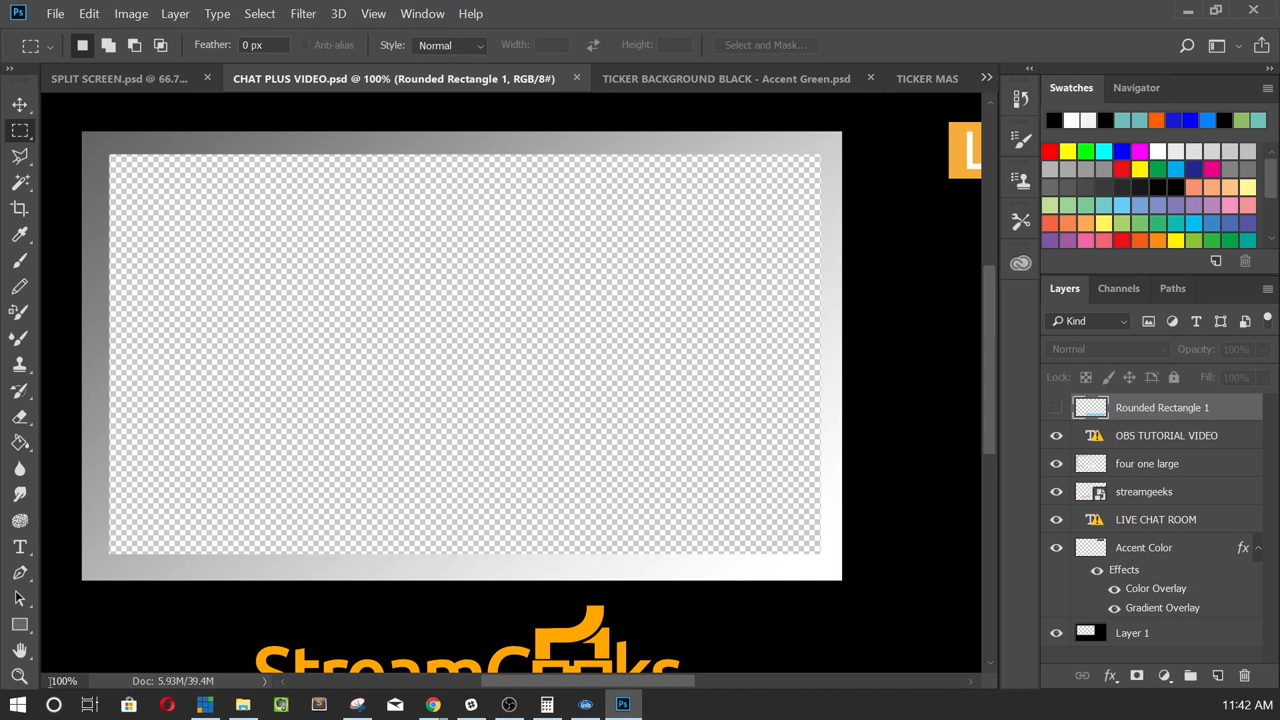 Ps File Edit Image Layer Type Select Filter 3D View Window Help
Feather: 0 px Anti-alias Style: Normal Width: Height: Select and Mask...
SPLIT SCREEN.psd @ 66.7... CHAT PLUS VIDEO.psd @ 100% (Rounded Rectangle 1, RGB/8#) TICKER BACKGROUND BLACK - Accent Green.psd TICKER MAS
Swatches Navigator
L
Layers Channels Paths
Kind
Normal Opacity: 100%
Lock: Fill: 100%
Rounded Rectangle 1
OBS TUTORIAL VIDEO
four one large
streamgeeks
LIVE CHAT ROOM
Accent Color fx
Effects
Color Overlay
Gradient Overlay
Layer 1
StreamGeeks
100% Doc: 5.93M/39.4M
fx
Ps 11:42 AM